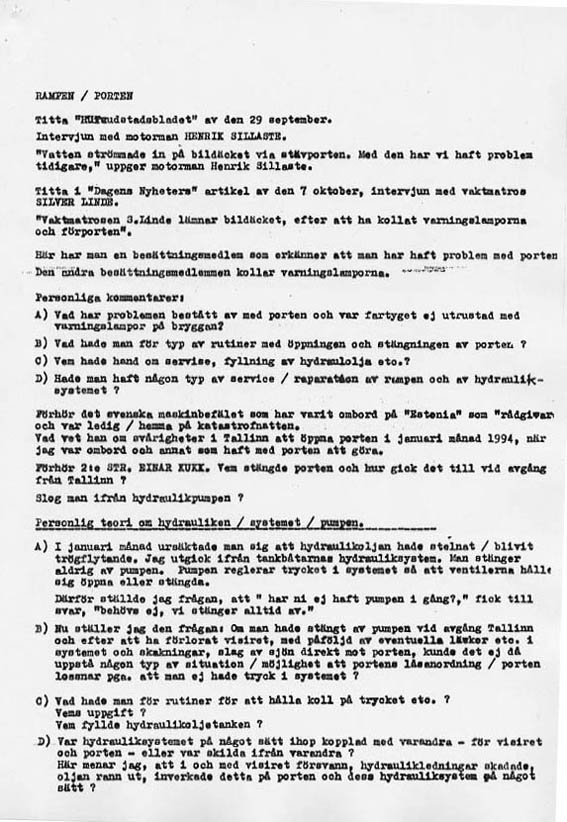 RAMPEN / PORTEN
Titta "Hufvudstadsbladet" av den 29 september.
Intervjun med motorman HENRIK SILLASTE.
"Vatten strömmade in på bildäcket via stävporten. Med den har vi haft problem
tidigare," uppger motorman Henrik Sillaste.
Titta i "Dagens Nyheters" artikel av den 7 oktober, intervjun med vaktmatros
SILVER LINDE.
"Vaktmatrosen S.Linde lämnar bildäcket, efter att ha kollat varningslamporna
och förporten".
Här har man en besättningsmedlem som erkänner att man har haft problem med porten
Den andra besättningsmedlemmen kollar varningslamporna.
Personliga kommentarer:
A) Vad har problemen bestått av med porten och var fartyget ej utrustad med
varningslampor på bryggan?
B) Vad hade man för typ av rutiner med öppningen och stängningen av porten ?
C) Vem hade hand om servise, fyllning av hydraulolja etc.?
D) Hade man haft någon typ av service / reparation av rampen och av hydraulik-
systemet ?
Förhör det svenska maskinbefälet som har varit ombord på "Estonia" som "rådgivar
och var ledig / hemma på katastrofnatten.
Vad vet han om svårigheter i Tallinn att öppna porten i januari månad 1994, när
jag var ombord och annat som haft med porten att göra.
Förhör 2:e STR. EINAR KUKK. Vem stängde porten och hur gick det till vid avgång
från Tallinn ?
Slog man ifrån hydraulikpumpen ?
Personlig teori om hydrauliken / systemet / pumpen.
A) I januari månad ursäktade man sig att hydraulikoljan hade stelnat / blivit
trögflytande. Jag utgick ifrån tankbåtarnas hydrauliksystem. Man stänger
aldrig av pumpen. Pumpen reglerar trycket i systemet så att ventilerna hålle
sig öppna eller stängda.
Därför ställde jag frågan, att " har ni ej haft pumpen i gång?," fick till
svar, "behövs ej, vi stänger alltid av."
B) Nu ställer jag den frågan: Om man hade stängt av pumpen vid avgång Tallinn
och efter att ha förlorat visiret, med påföljd av eventuella läckor etc. i
systemet och skakningar, slag av sjön direkt mot porten, kunde det ej då
uppstå någon typ av situation / möjlighet att portens låsanordning / porten
lossnar pga. att man ej hade tryck i systemet ?
C) Vad hade man för rutiner för att hålla koll på trycket etc. ?
Vems uppgift ?
Vem fyllde hydraulikoljetanken ?
D) Var hydrauliksystemet på något sätt ihop kopplad med varandra - för visiret
och porten - eller var skilda ifrån varandra ?
Här menar jag, att i och med visiret försvann, hydraulikledningar skadade,
oljan rann ut, inverkade detta på porten och dess hydrauliksystem på något
sätt ?